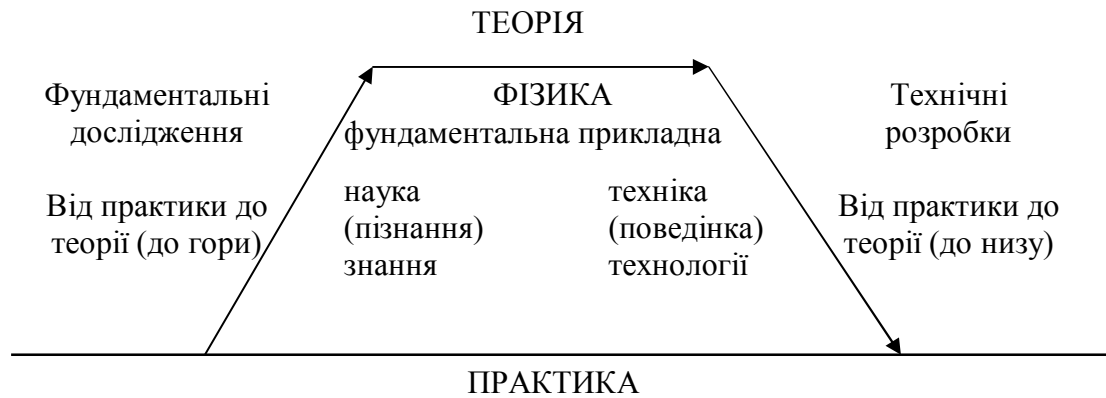 ТЕОРІЯ
Фундаментальні
дослідження
ФІЗИКА
фундаментальна прикладна
Технічні
розробки
Від практики до
теорії (до гори)
наука
(пізнання)
знання
техніка
(поведінка)
технології
Від практики до
теорії (до низу)
ПРАКТИКА